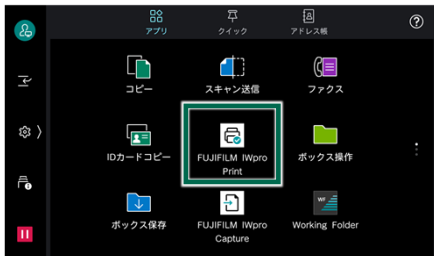 アプリ
クイック
アドレス帳
コピー
スキャン送信
ファクス
IDカードコピー
FUJIFILM IWpro
Print
ボックス操作
ボックス保存
FUJIFILM IWpro
Capture
WF
Working Folder